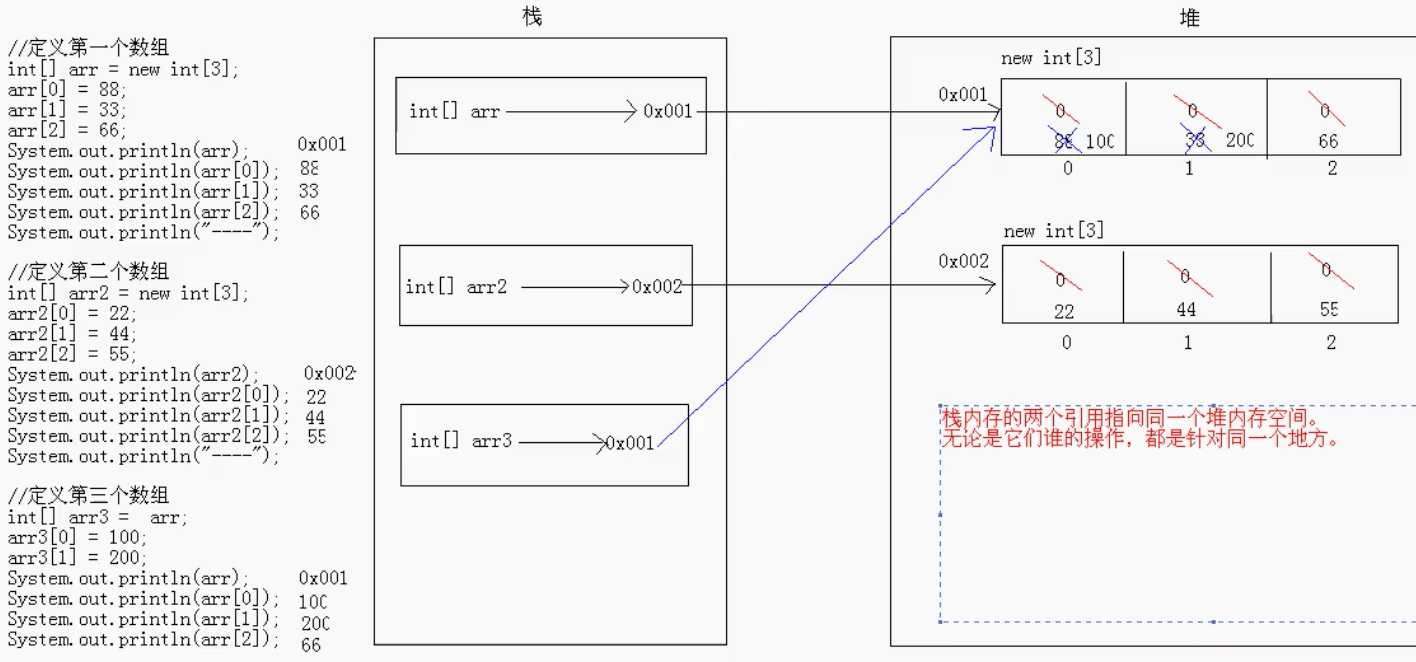 栈
堆
//定义第一个数组
int[] arr = new int[3];
arr[0] = 88;
arr[1] = 33;
arr[2] = 66;
System.out.println(arr); 0x001
System.out.println(arr[0]); 88
System.out.println(arr[1]); 33
System.out.println(arr[2]); 66
System.out.println("----");
//定义第二个数组
int[] arr2 = new int[3];
arr2[0] = 22;
arr2[1] = 44;
arr2[2] = 55;
System.out.println(arr2); 0x002
System.out.println(arr2[0]); 22
System.out.println(arr2[1]); 44
System.out.println(arr2[2]); 55
System.out.println("----");
//定义第三个数组
int[] arr3 = arr;
arr3[0] = 100;
arr3[1] = 200;
System.out.println(arr); 0x001
System.out.println(arr[0]); 100
System.out.println(arr[1]); 200
System.out.println(arr[2]); 66
int[] arr 0x001
int[] arr2 0x002
int[] arr3 0x001
new int[3]
0x001
0 0 0
88 100 33 200 66
0 1 2
new int[3]
0x002
0 0 0
22 44 55
0 1 2
栈内存的两个引用指向同一个堆内存空间。
无论是它们谁的操作，都是针对同一个地方。